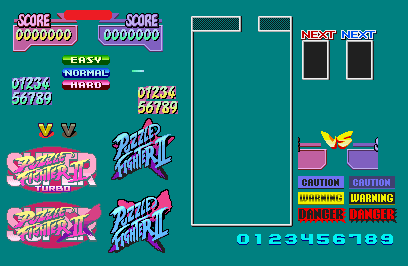 SCORE SCORE
0000000 0000000
EASY
NORMAL
HARD
01234
56789
01234
56789
NEXT NEXT
V V
VS
PUZZLE
FIGHTER II
TURBO
PUZZLE
FIGHTER II
PUZZLE
FIGHTER II
PUZZLE
FIGHTER II
CAUTION CAUTION
WARNING WARNING
DANGER DANGER
0123456789